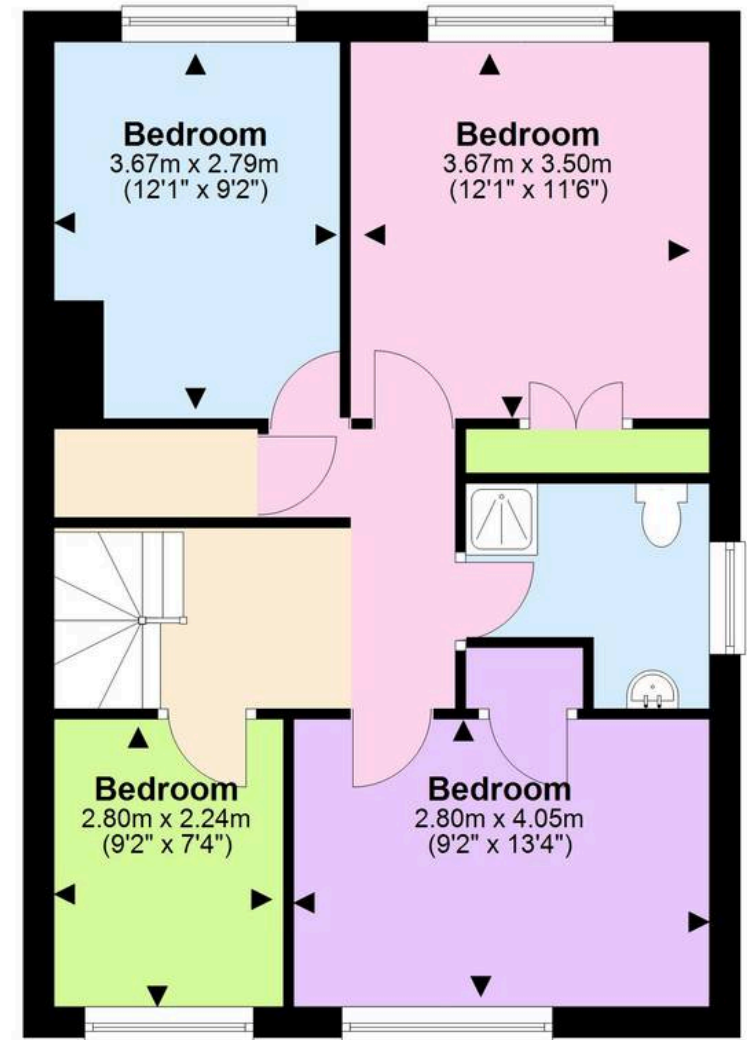 Bedroom
3.67m x 2.79m
(12'1" x 9'2")
Bedroom
3.67m x 3.50m
(12'1" x 11'6")
Bedroom
2.80m x 2.24m
(9'2" x 7'4")
Bedroom
2.80m x 4.05m
(9'2" x 13'4")